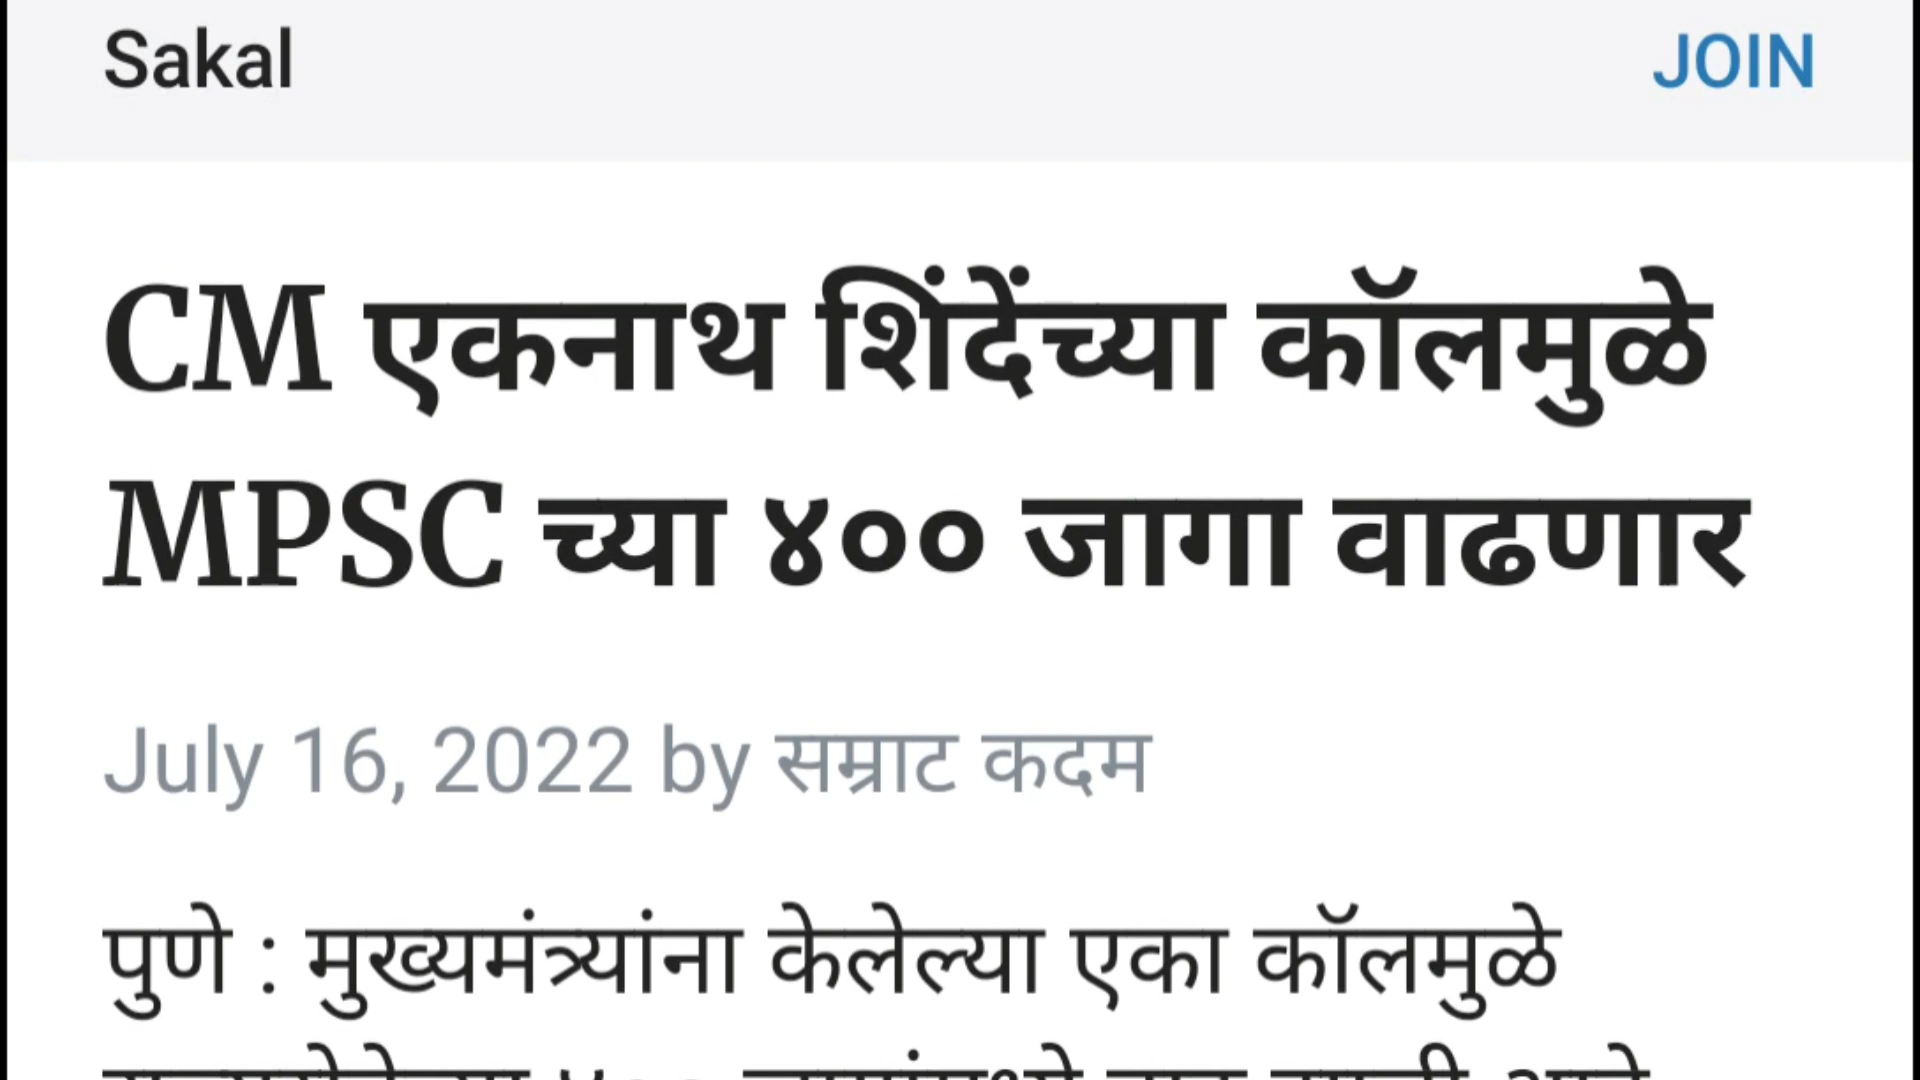 Sakal
JOIN
CM एकनाथ शिंदेंच्या कॉलमुळे
MPSC च्या ४०० जागा वाढणार
July 16, 2022 by सम्राट कदम
पुणे : मुख्यमंत्र्यांना केलेल्या एका कॉलमुळे